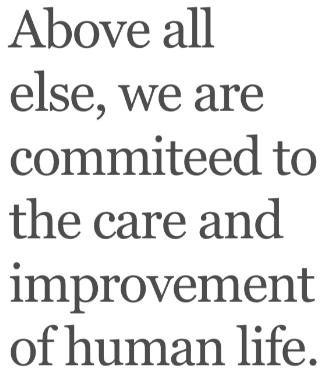 Above all
else, we are
commiteed to
the care and
improvement
of human life.